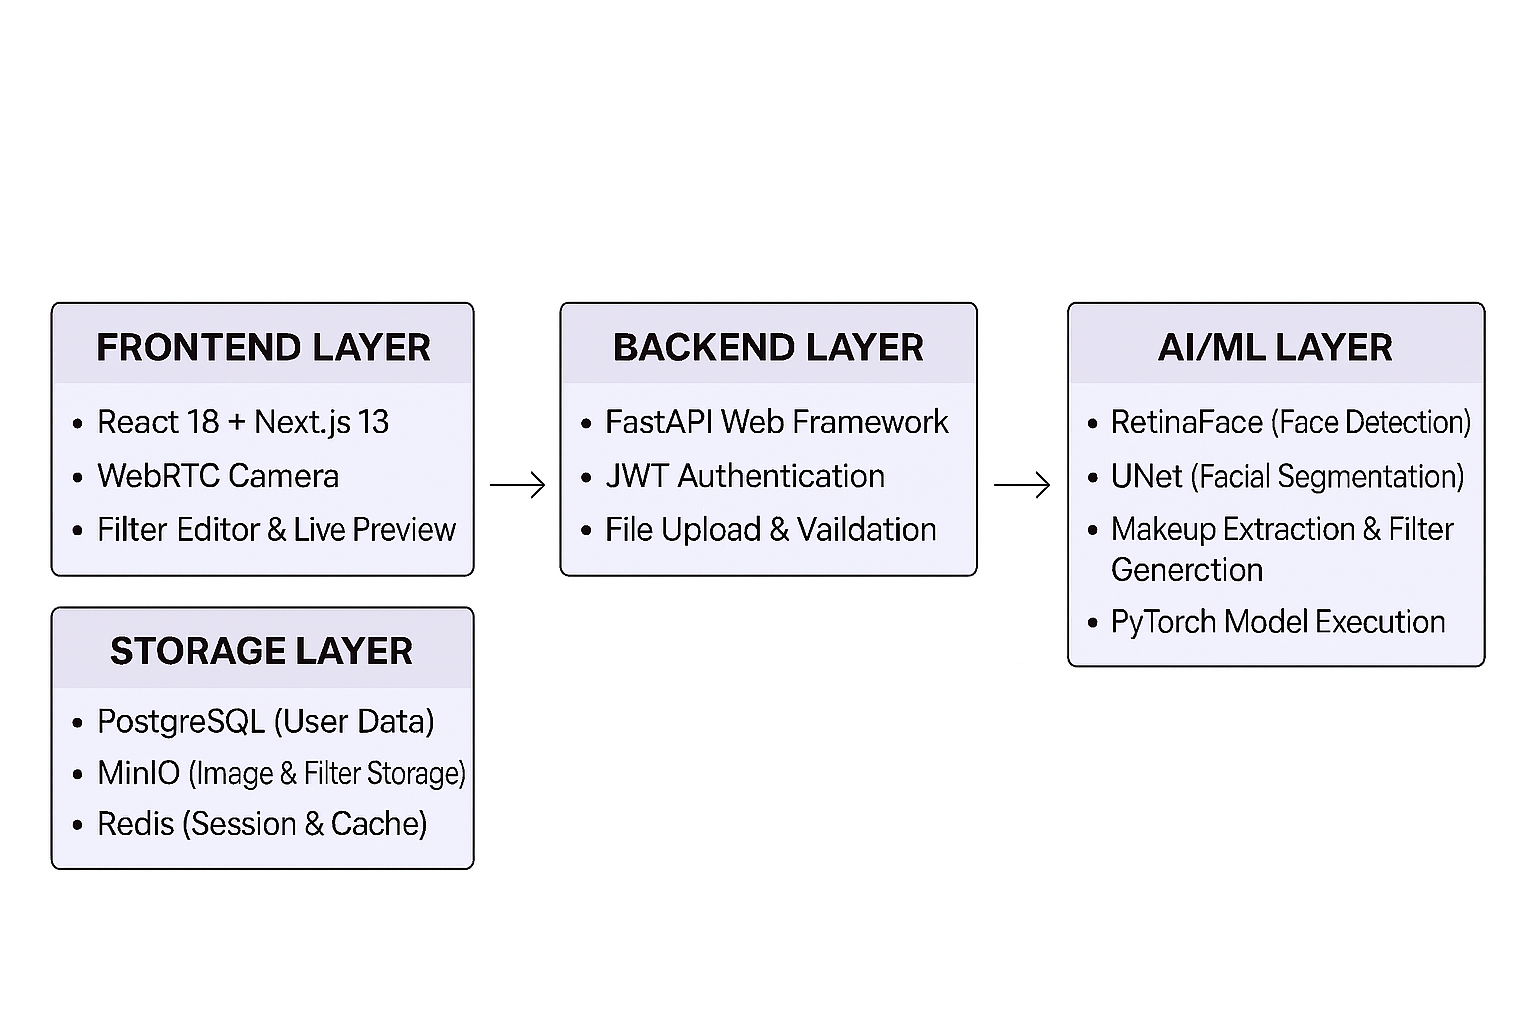 FRONTEND LAYER
• React 18 + Next.js 13
• WebRTC Camera
• Filter Editor & Live Preview
BACKEND LAYER
• FastAPI Web Framework
• JWT Authentication
• File Upload & Vaildation
AI/ML LAYER
• RetinaFace (Face Detection)
• UNet (Facial Segmentation)
• Makeup Extraction & Filter
Generction
• PyTorch Model Execution
STORAGE LAYER
• PostgreSQL (User Data)
• MinIO (Image & Filter Storage)
• Redis (Session & Cache)